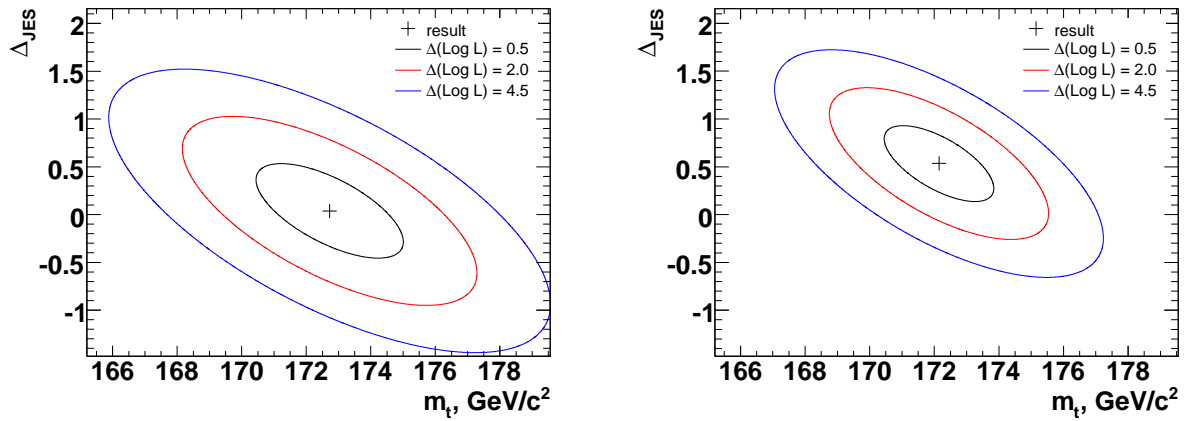 Δ_JES
2
1.5
1
0.5
0
-0.5
-1
result
Δ(Log L) = 0.5
Δ(Log L) = 2.0
Δ(Log L) = 4.5
166 168 170 172 174 176 178
m_t, GeV/c²
Δ_JES
2
1.5
1
0.5
0
-0.5
-1
result
Δ(Log L) = 0.5
Δ(Log L) = 2.0
Δ(Log L) = 4.5
166 168 170 172 174 176 178
m_t, GeV/c²